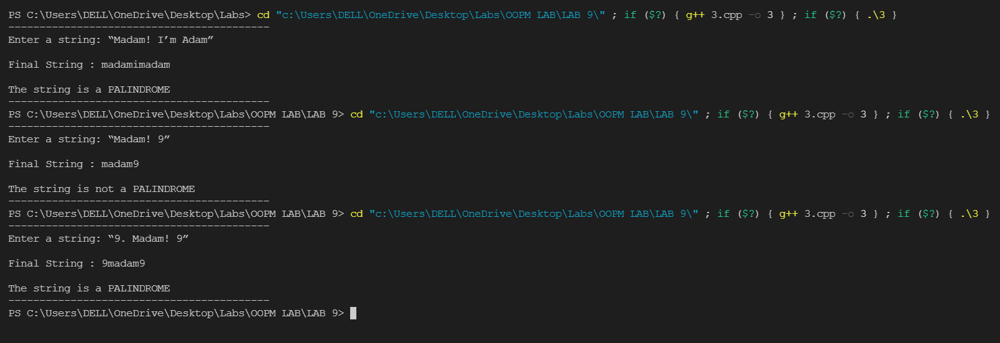 PS C:\Users\DELL\OneDrive\Desktop\Labs> cd "c:\Users\DELL\OneDrive\Desktop\Labs\OOPM LAB\LAB 9\" ; if ($?) { g++ 3.cpp -o 3 } ; if ($?) { .\3 }
------------------------------------------
Enter a string: “Madam! I’m Adam”
Final String : madamimadam
The string is a PALINDROME
------------------------------------------
PS C:\Users\DELL\OneDrive\Desktop\Labs\OOPM LAB\LAB 9> cd "c:\Users\DELL\OneDrive\Desktop\Labs\OOPM LAB\LAB 9\" ; if ($?) { g++ 3.cpp -o 3 } ; if ($?) { .\3 }
------------------------------------------
Enter a string: “Madam! 9”
Final String : madam9
The string is not a PALINDROME
------------------------------------------
PS C:\Users\DELL\OneDrive\Desktop\Labs\OOPM LAB\LAB 9> cd "c:\Users\DELL\OneDrive\Desktop\Labs\OOPM LAB\LAB 9\" ; if ($?) { g++ 3.cpp -o 3 } ; if ($?) { .\3 }
------------------------------------------
Enter a string: “9. Madam! 9”
Final String : 9madam9
The string is a PALINDROME
------------------------------------------
PS C:\Users\DELL\OneDrive\Desktop\Labs\OOPM LAB\LAB 9>